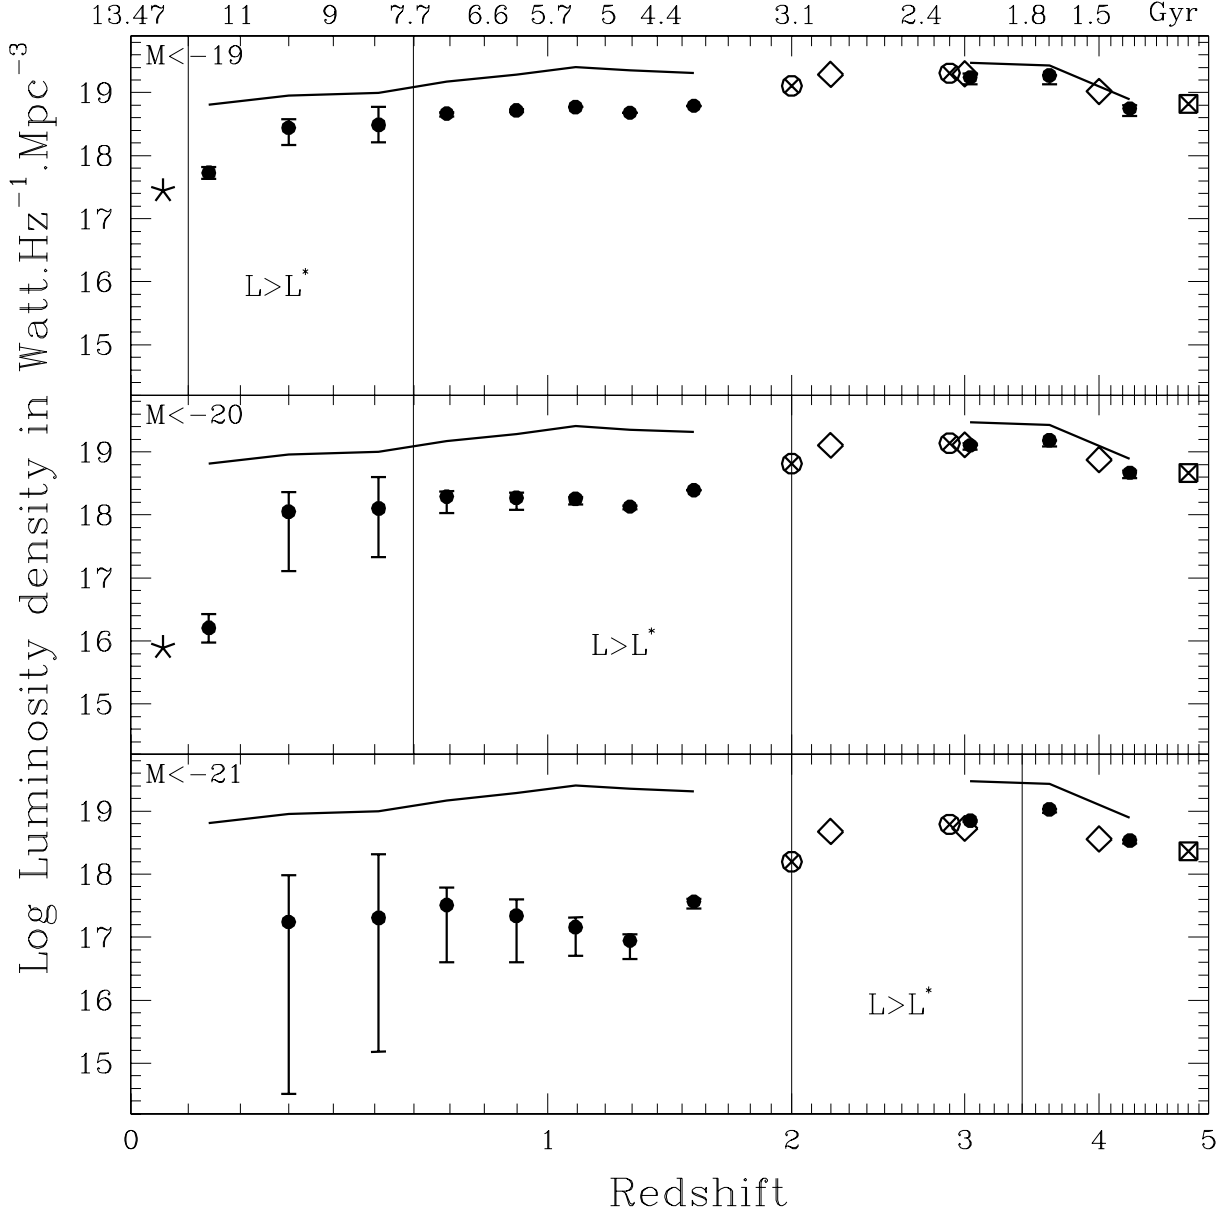 13.47 11 9 7.7 6.6 5.7 5 4.4 3.1 2.4 1.8 1.5 Gyr
M<-19
19
18
17
16
15
L>L*
M<-20
19
18
17
16
15
L>L*
M<-21
19
18
17
16
15
L>L*
0 1 2 3 4 5
Redshift
Log Luminosity density in Watt.Hz⁻¹.Mpc⁻³